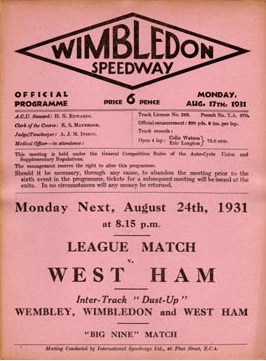 WIMBLEDON
SPEEDWAY
OFFICIAL PROGRAMME
PRICE 6 PENCE
MONDAY, AUG. 17th, 1931
A.C.U. Steward: H. N. Edwards.
Clerk of the Course: R. S.
Judge/Timekeeper: A. J. M. Ivison.
Medical Officer—in attendance:
Track Licence No. Permit No. T.A.
Official measurement: yds. per lap.
Track records:
Open 4 lap: Colin Watson
Eric Langton secs.
This meeting is held under the General Competition Rules of the Auto-Cycle Union and
Supplementary Regulations.
The management reserve the right to alter this programme.
Should it be necessary, through any cause, to abandon the meeting prior to the
sixth event in the programme, tickets for a subsequent meeting will be issued at the
exits. In no circumstances will any money be returned.
Monday Next, August 24th, 1931
at 8.15 p.m.
LEAGUE MATCH
v.
WEST HAM
Inter-Track "Dust-Up"
WEMBLEY, WIMBLEDON and WEST HAM
"BIG NINE" MATCH
Meeting Conducted by International Speedways Ltd., Fleet Street, E.C.4.